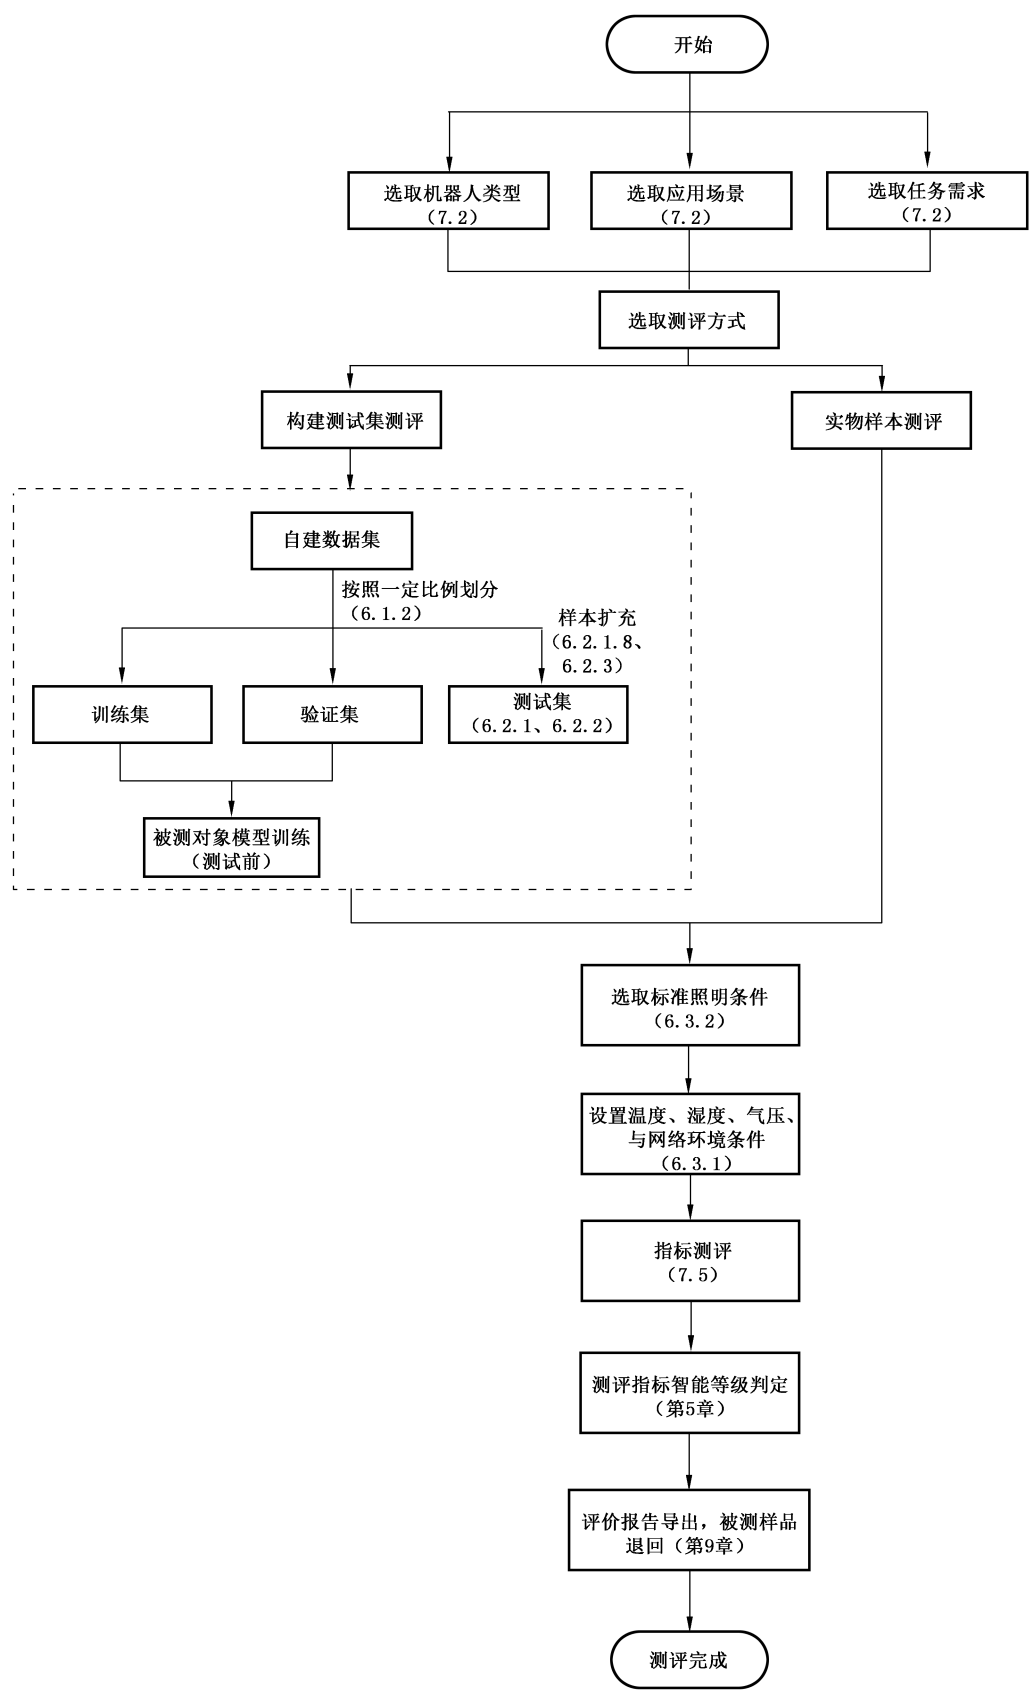 开始
选取机器人类型
（7.2）
选取应用场景
（7.2）
选取任务需求
（7.2）
选取测评方式
构建测试集测评
实物样本测评
自建数据集
按照一定比例划分
（6.1.2）
样本扩充
（6.2.1.8、
6.2.3）
训练集
验证集
测试集
（6.2.1、6.2.2）
被测对象模型训练
（测试前）
选取标准照明条件
（6.3.2）
设置温度、湿度、气压、
与网络环境条件
（6.3.1）
指标测评
（7.5）
测评指标智能等级判定
（第5章）
评价报告导出，被测样品
退回（第9章）
测评完成